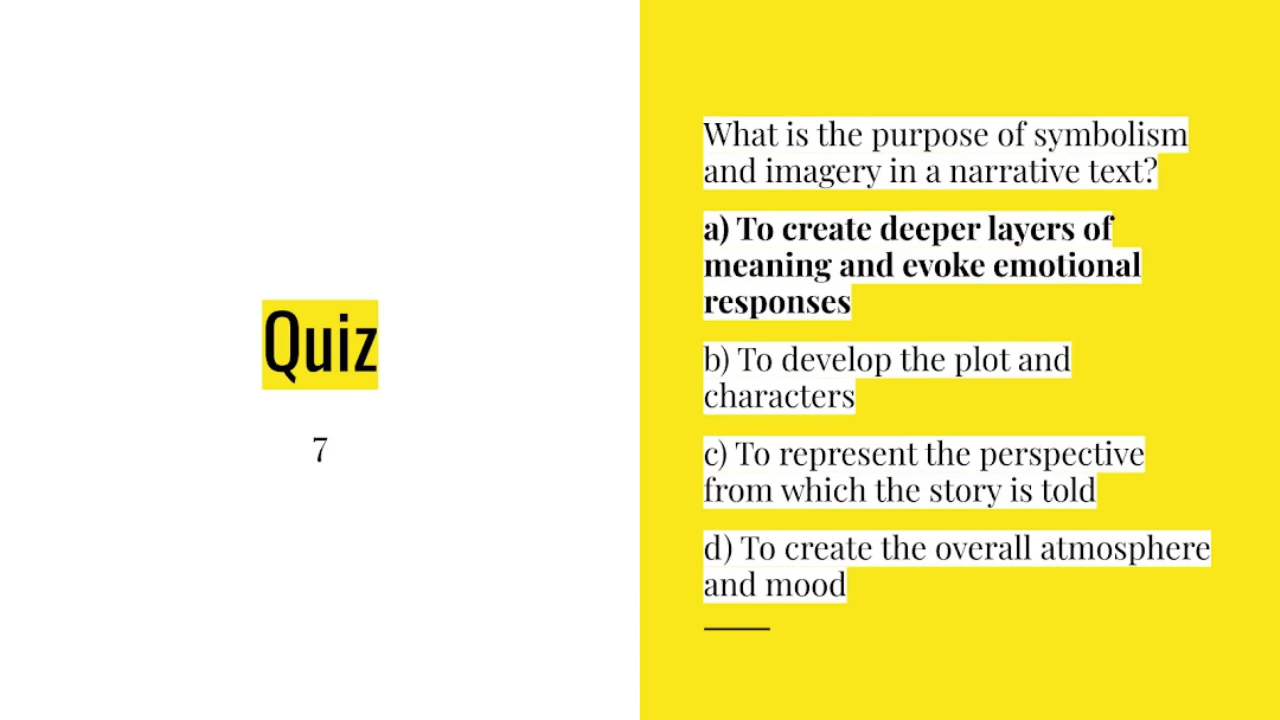 Quiz
7
What is the purpose of symbolism
and imagery in a narrative text?
a) To create deeper layers of
meaning and evoke emotional
responses
b) To develop the plot and
characters
c) To represent the perspective
from which the story is told
d) To create the overall atmosphere
and mood